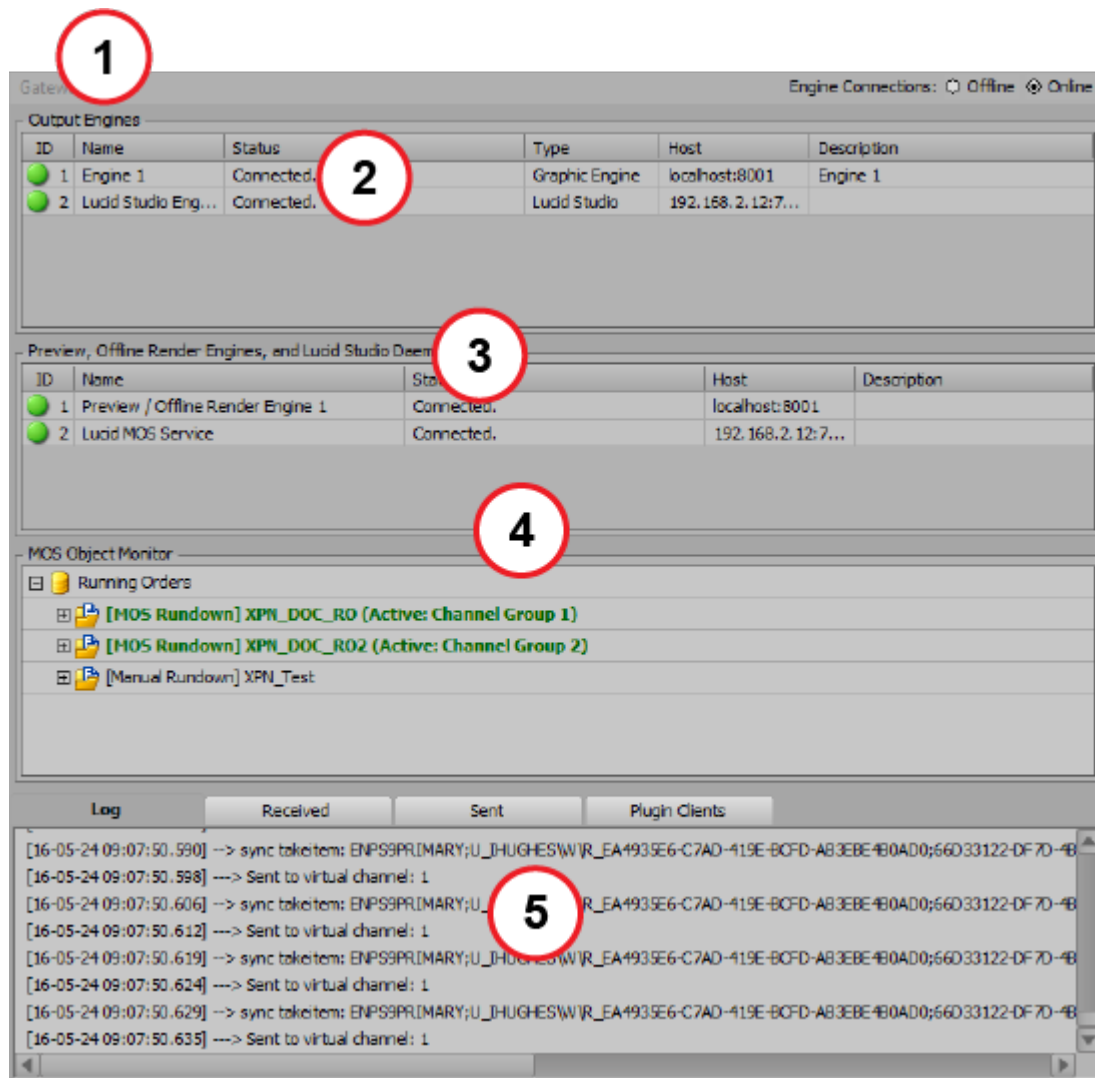 1
Engine Connections: Offline Online
Output Engines
ID Name Status Type Host Description
2
1 Engine 1 Connected. Graphic Engine localhost:8001 Engine 1
2 Lucid Studio Eng... Connected. Lucid Studio 192.168.2.12:7...
3
Preview, Offline Render Engines, and Lucid Studio
ID Name Host Description
1 Preview / Offline Render Engine 1 Connected. localhost:8001
2 Lucid MOS Service Connected. 192.168.2.12:7...
4
MOS Object Monitor
Running Orders
[MOS Rundown] XPN_DOC_RO (Active: Channel Group 1)
[MOS Rundown] XPN_DOC_RO2 (Active: Channel Group 2)
[Manual Rundown] XPN_Test
Log Received Sent Plugin Clients
[16-05-24 09:07:50.590] --> sync takeitem: ENPS9PRIMARY;U_IHUGHES\W\R_EA4935E6-C7AD-419E-BCFD-AB3EBE4B0AD0;66D33122-DF7D-4B
[16-05-24 09:07:50.598] ---> Sent to virtual channel: 1
[16-05-24 09:07:50.606] --> sync takeitem: ENPS9PRIMARY;U_ R_EA4935E6-C7AD-419E-BCFD-AB3EBE4B0AD0;66D33122-DF7D-4B
[16-05-24 09:07:50.612] ---> Sent to virtual channel: 1
5
[16-05-24 09:07:50.619] --> sync takeitem: ENPS9PRIMARY;U_IHUGHES\W\R_EA4935E6-C7AD-419E-BCFD-AB3EBE4B0AD0;66D33122-DF7D-4B
[16-05-24 09:07:50.624] ---> Sent to virtual channel: 1
[16-05-24 09:07:50.629] --> sync takeitem: ENPS9PRIMARY;U_IHUGHES\W\R_EA4935E6-C7AD-419E-BCFD-AB3EBE4B0AD0;66D33122-DF7D-4B
[16-05-24 09:07:50.635] ---> Sent to virtual channel: 1